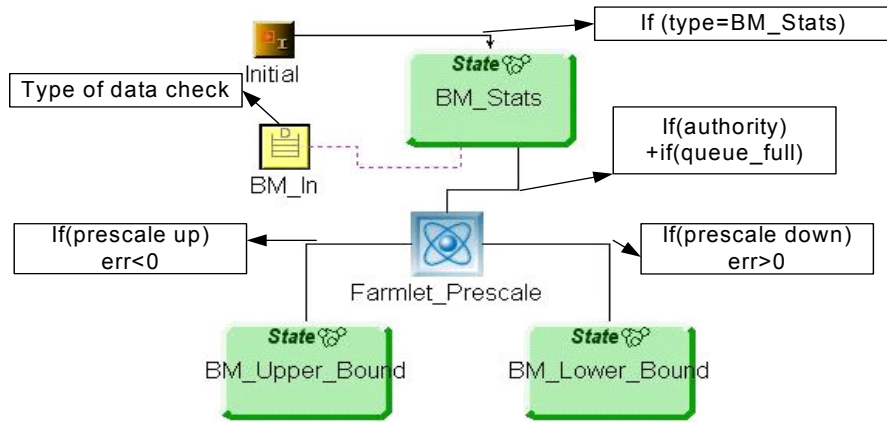 If (type=BM_Stats)
I
Initial
State
BM_Stats
Type of data check
D
BM_In
If(authority)
+if(queue_full)
If(prescale up)
err<0
If(prescale down)
err>0
Farmlet_Prescale
State
BM_Upper_Bound
State
BM_Lower_Bound